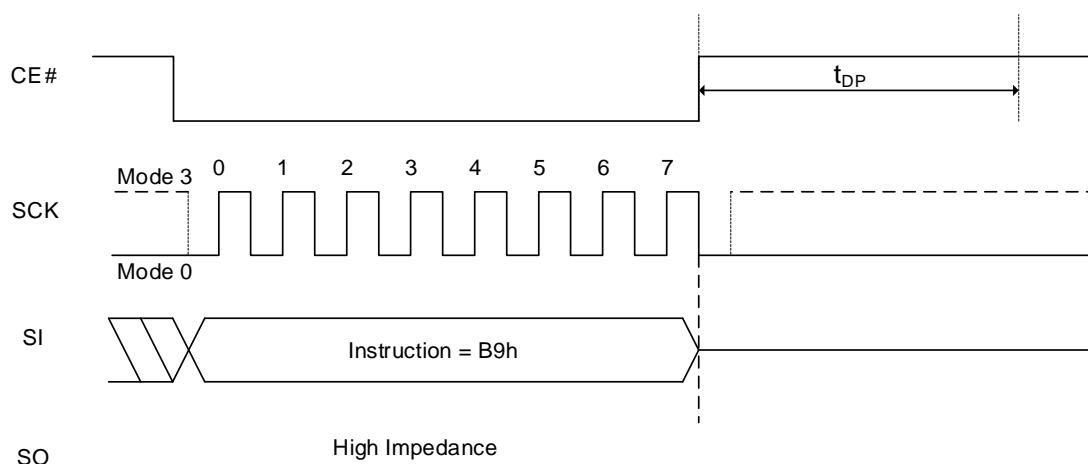 CE#
tDP
0 1 2 3 4 5 6 7
Mode 3
SCK
Mode 0
SI
Instruction = B9h
High Impedance
SO